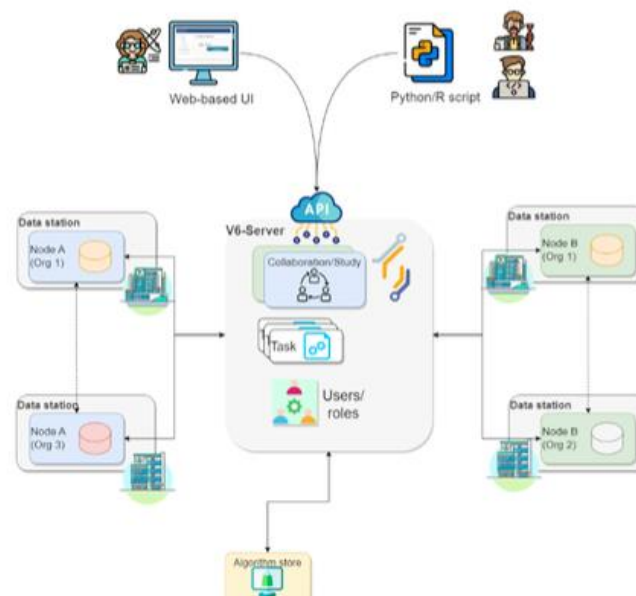 Web-based UI
Python/R script
API
V6-Server
Collaboration/Study
Task
Users/
roles
Data station
Node A
(Org 1)
Data station
Node A
(Org 3)
Data station
Node B
(Org 1)
Data station
Node B
(Org 2)
Algorithm store